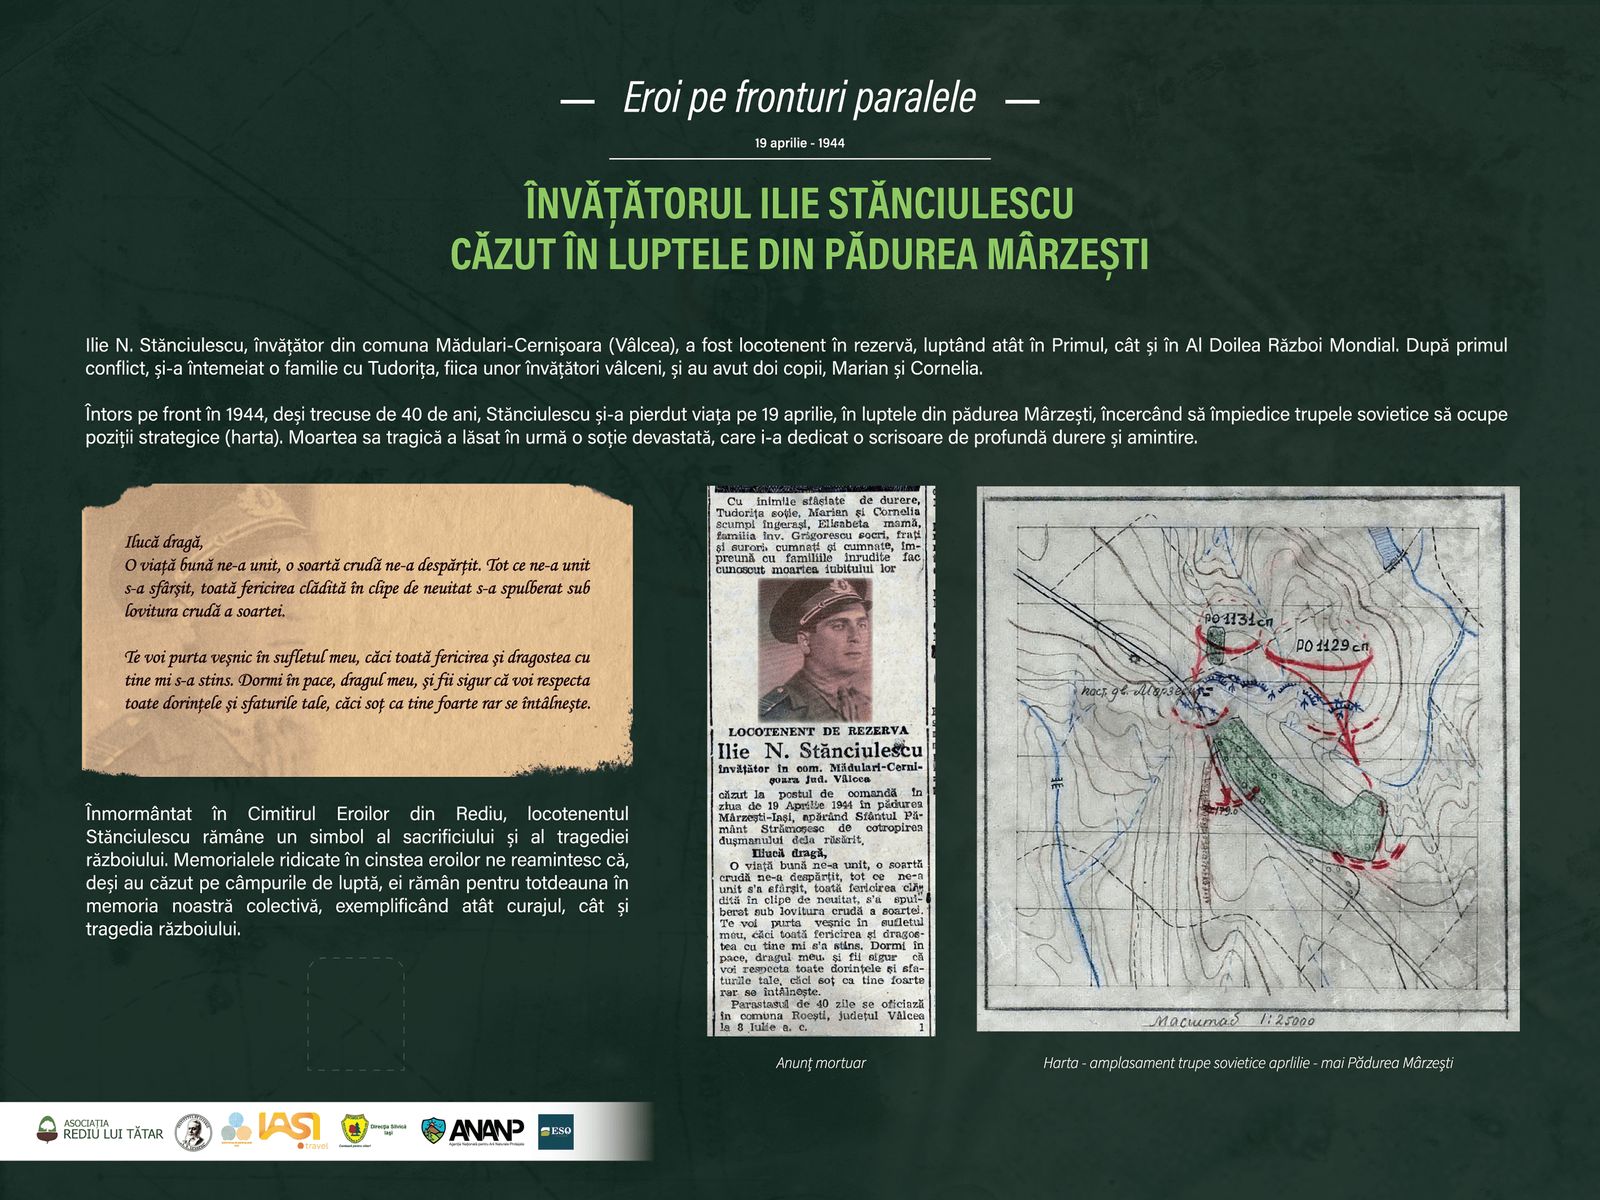 Eroi pe fronturi paralele
19 aprilie - 1944
ÎNVĂȚĂTORUL ILIE STĂNCIULESCU
CĂZUT ÎN LUPTELE DIN PĂDUREA MÂRZEȘTI
Ilie N. Stănciulescu, învățător din comuna Mădulari-Cernișoara (Vâlcea), a fost locotenent în rezervă, luptând atât în Primul, cât și în Al Doilea Război Mondial. După primul
conflict, și-a întemeiat o familie cu Tudorița, fiica unor învățători vâlceni, și au avut doi copii, Marian și Cornelia.
Întors pe front în 1944, deși trecuse de 40 de ani, Stănciulescu și-a pierdut viața pe 19 aprilie, în luptele din pădurea Mârzești, încercând să împiedice trupele sovietice să ocupe
poziții strategice (harta). Moartea sa tragică a lăsat în urmă o soție devastată, care i-a dedicat o scrisoare de profundă durere și amintire.
Ilucă dragă,
O viață bună ne-a unit, o soartă crudă ne-a despărțit. Tot ce ne-a unit
s-a sfârșit, toată fericirea clădită în clipe de neuitat s-a spulberat sub
lovitura crudă a soartei.
Te voi purta veșnic în sufletul meu, căci toată fericirea și dragostea cu
tine mi s-a stins. Dormi în pace, dragul meu, și fii sigur că voi respecta
toate dorințele și sfaturile tale, căci soț ca tine foarte rar se întâlnește.
Înmormântat în Cimitirul Eroilor din Rediu, locotenentul
Stănciulescu rămâne un simbol al sacrificiului și al tragediei
războiului. Memorialele ridicate în cinstea eroilor ne reamintesc că,
deși au căzut pe câmpurile de luptă, ei rămân pentru totdeauna în
memoria noastră colectivă, exemplificând atât curajul, cât și
tragedia războiului.
Cu inimile sfâșiate de durere,
Tudorița soție, Marian și Cornelia
scumpi îngerași, Elisabeta mamă,
familia înv. Grigorescu socri, frați
și surori, cumnați și cumnate, îm-
preună cu familiile înrudite fac
cunoscut moartea iubitului lor
LOCOTENENT DE REZERVA
Ilie N. Stănciulescu
învățător în com. Mădulari-Cerni-
șoara jud. Vâlcea
căzut la postul de comandă în
ziua de 19 Aprilie 1944 în pădurea
Mârzești-Iași, apărând Sfântul Pă-
mânt Strămoșesc de cotropirea
dușmanului dela răsărit.
Iliucă dragă,
O viață bună ne-a unit, o soartă
crudă ne-a despărțit, tot ce ne-a
unit s'a sfârșit, toată fericirea clă-
dită în clipe de neuitat, s'a spul-
berat sub lovitura crudă a soartei.
Te voi purta veșnic în sufletul
meu, căci toată fericirea și dragos-
tea cu tine mi s'a stins. Dormi în
pace, dragul meu, și fii sigur că
voi respecta toate dorințele și sfa-
turile tale, căci soț ca tine foarte
rar se întâlnește.
Parastasul de 40 zile se oficiază
în comuna Roești, județul Vâlcea
la 8 Iulie a. c. 1
Anunț mortuar
PO 1131 сп
PO 1129 сп
Масштаб 1:25000
Harta - amplasament trupe sovietice aprlilie - mai Pădurea Mârzești
ASOCIAȚIA
REDIU LUI TĂTAR
IASI
travel
Direcția Silvică
Iași
ANANP
Agenția Națională pentru Arii Naturale Protejate
ESO